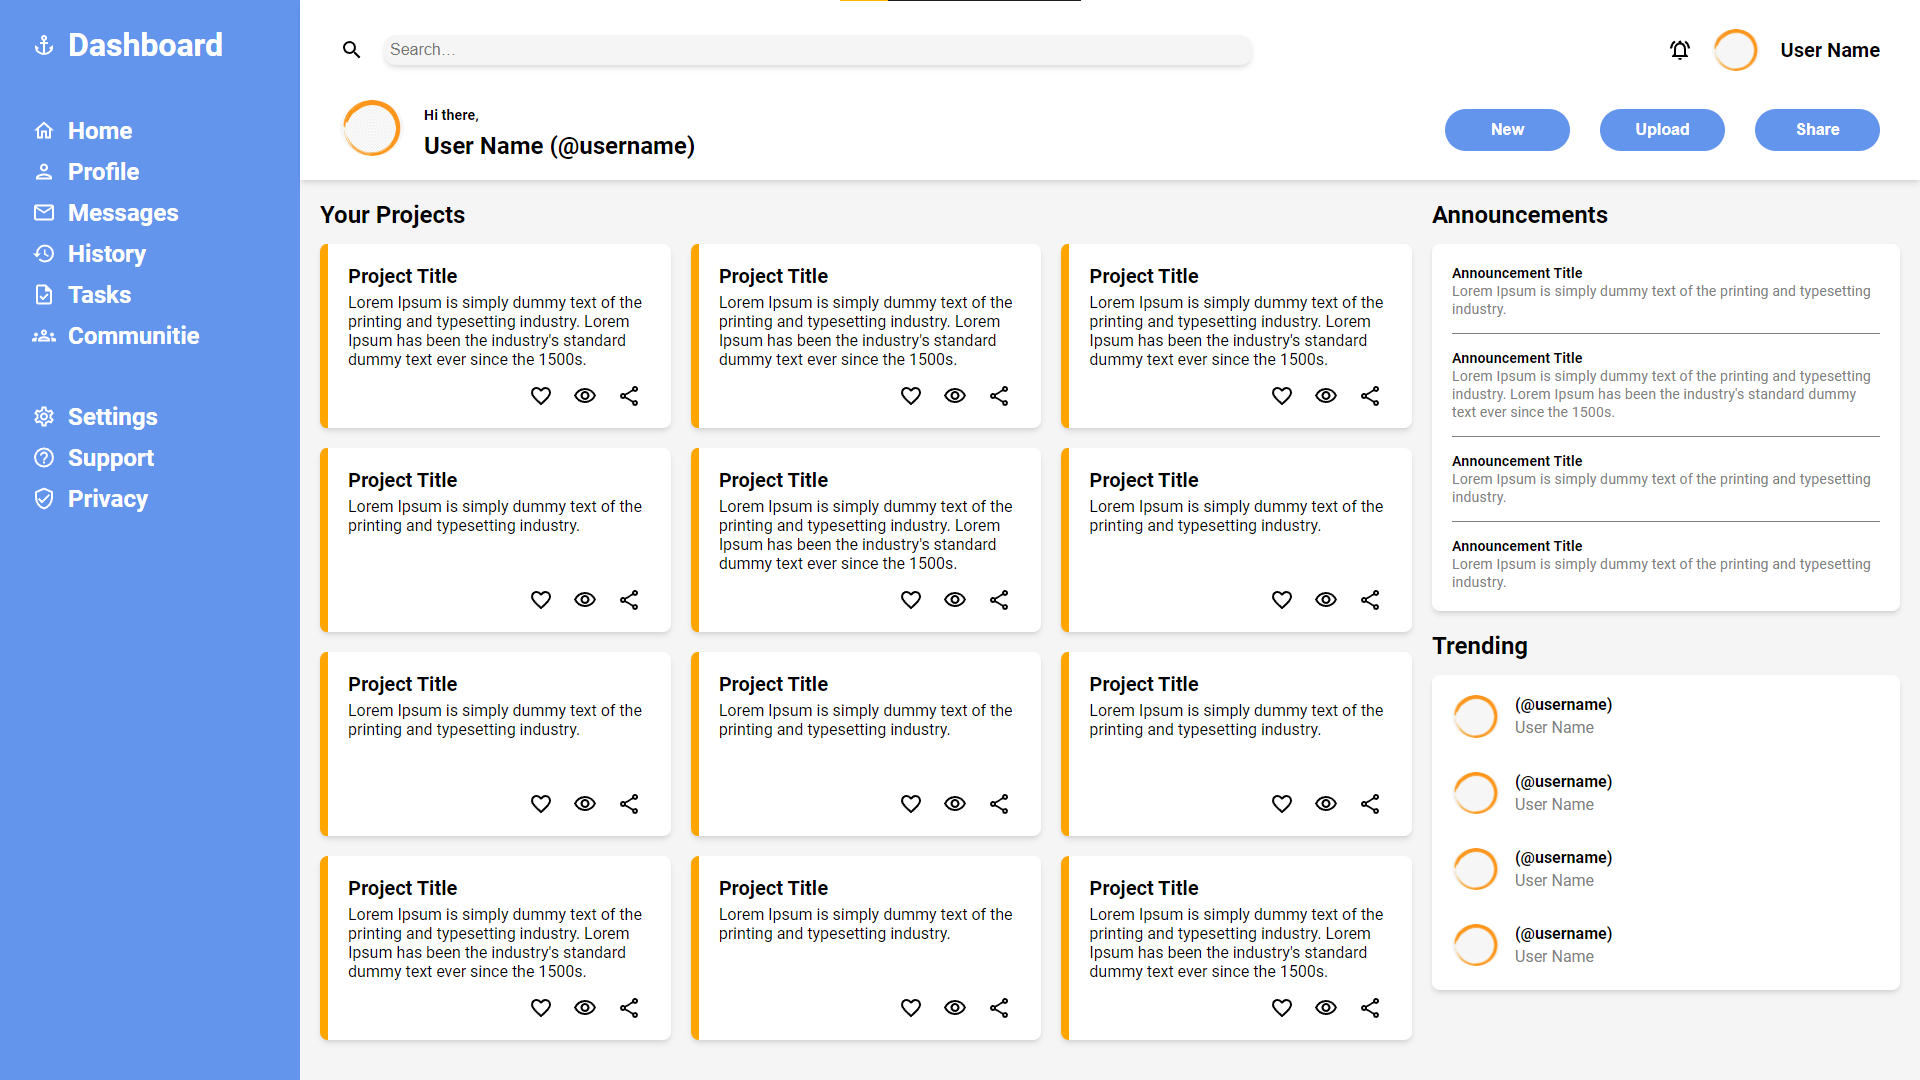 Dashboard
Home
Profile
Messages
History
Tasks
Communitie
Settings
Support
Privacy
Search...
User Name
Hi there,
User Name (@username)
New
Upload
Share
Your Projects
Project Title
Lorem Ipsum is simply dummy text of the
printing and typesetting industry. Lorem
Ipsum has been the industry's standard
dummy text ever since the 1500s.
Project Title
Lorem Ipsum is simply dummy text of the
printing and typesetting industry. Lorem
Ipsum has been the industry's standard
dummy text ever since the 1500s.
Project Title
Lorem Ipsum is simply dummy text of the
printing and typesetting industry. Lorem
Ipsum has been the industry's standard
dummy text ever since the 1500s.
Project Title
Lorem Ipsum is simply dummy text of the
printing and typesetting industry.
Project Title
Lorem Ipsum is simply dummy text of the
printing and typesetting industry. Lorem
Ipsum has been the industry's standard
dummy text ever since the 1500s.
Project Title
Lorem Ipsum is simply dummy text of the
printing and typesetting industry.
Project Title
Lorem Ipsum is simply dummy text of the
printing and typesetting industry.
Project Title
Lorem Ipsum is simply dummy text of the
printing and typesetting industry.
Project Title
Lorem Ipsum is simply dummy text of the
printing and typesetting industry.
Project Title
Lorem Ipsum is simply dummy text of the
printing and typesetting industry. Lorem
Ipsum has been the industry's standard
dummy text ever since the 1500s.
Project Title
Lorem Ipsum is simply dummy text of the
printing and typesetting industry.
Project Title
Lorem Ipsum is simply dummy text of the
printing and typesetting industry. Lorem
Ipsum has been the industry's standard
dummy text ever since the 1500s.
Announcements
Announcement Title
Lorem Ipsum is simply dummy text of the printing and typesetting
industry.
Announcement Title
Lorem Ipsum is simply dummy text of the printing and typesetting
industry. Lorem Ipsum has been the industry's standard dummy
text ever since the 1500s.
Announcement Title
Lorem Ipsum is simply dummy text of the printing and typesetting
industry.
Announcement Title
Lorem Ipsum is simply dummy text of the printing and typesetting
industry.
Trending
(@username)
User Name
(@username)
User Name
(@username)
User Name
(@username)
User Name